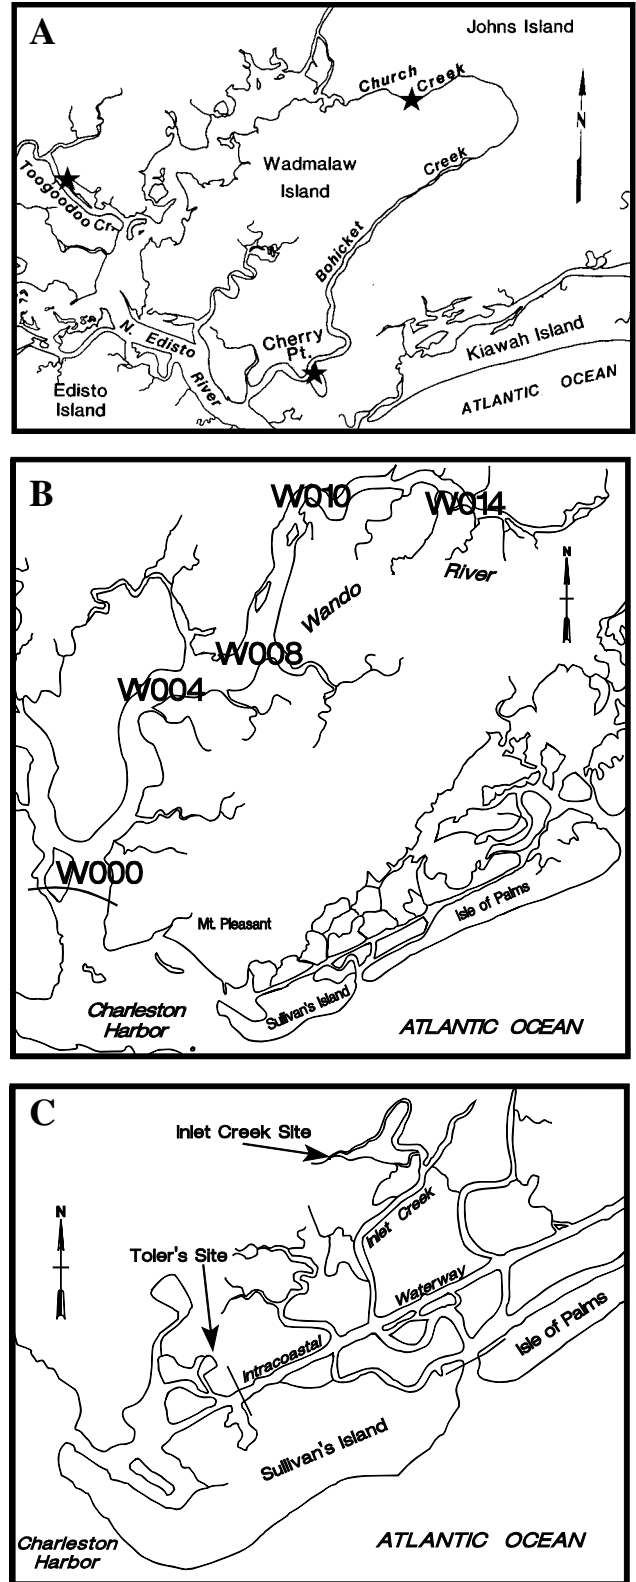 A
Johns Island
Church
Creek
N
Wadmalaw
Island
Creek
Toogoodoo Cr.
Bohicket
N. Edisto
River
Cherry
Pt.
Kiawah Island
Edisto
Island
ATLANTIC OCEAN
B
W010
W014
River
N
Wando
W008
W004
W000
Mt. Pleasant
Isle of Palms
Sullivan's Island
Charleston
Harbor
ATLANTIC OCEAN
C
Inlet Creek Site
N
Inlet Creek
Toler's Site
Waterway
Intracoastal
Isle of Palms
Sullivan's Island
Charleston
Harbor
ATLANTIC OCEAN